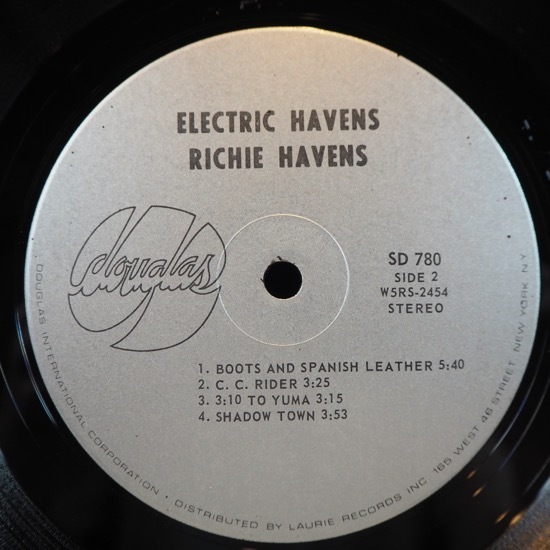 ELECTRIC HAVENS
RICHIE HAVENS
douglas
SD 780
SIDE 2
W5RS-2454
STEREO
1. BOOTS AND SPANISH LEATHER 5:40
2. C. C. RIDER 3:25
3. 3:10 TO YUMA 3:15
4. SHADOW TOWN 3:53
DOUGLAS INTERNATIONAL CORPORATION • DISTRIBUTED BY LAURIE RECORDS INC 165 WEST 46 STREET, NEW YORK, N.Y.